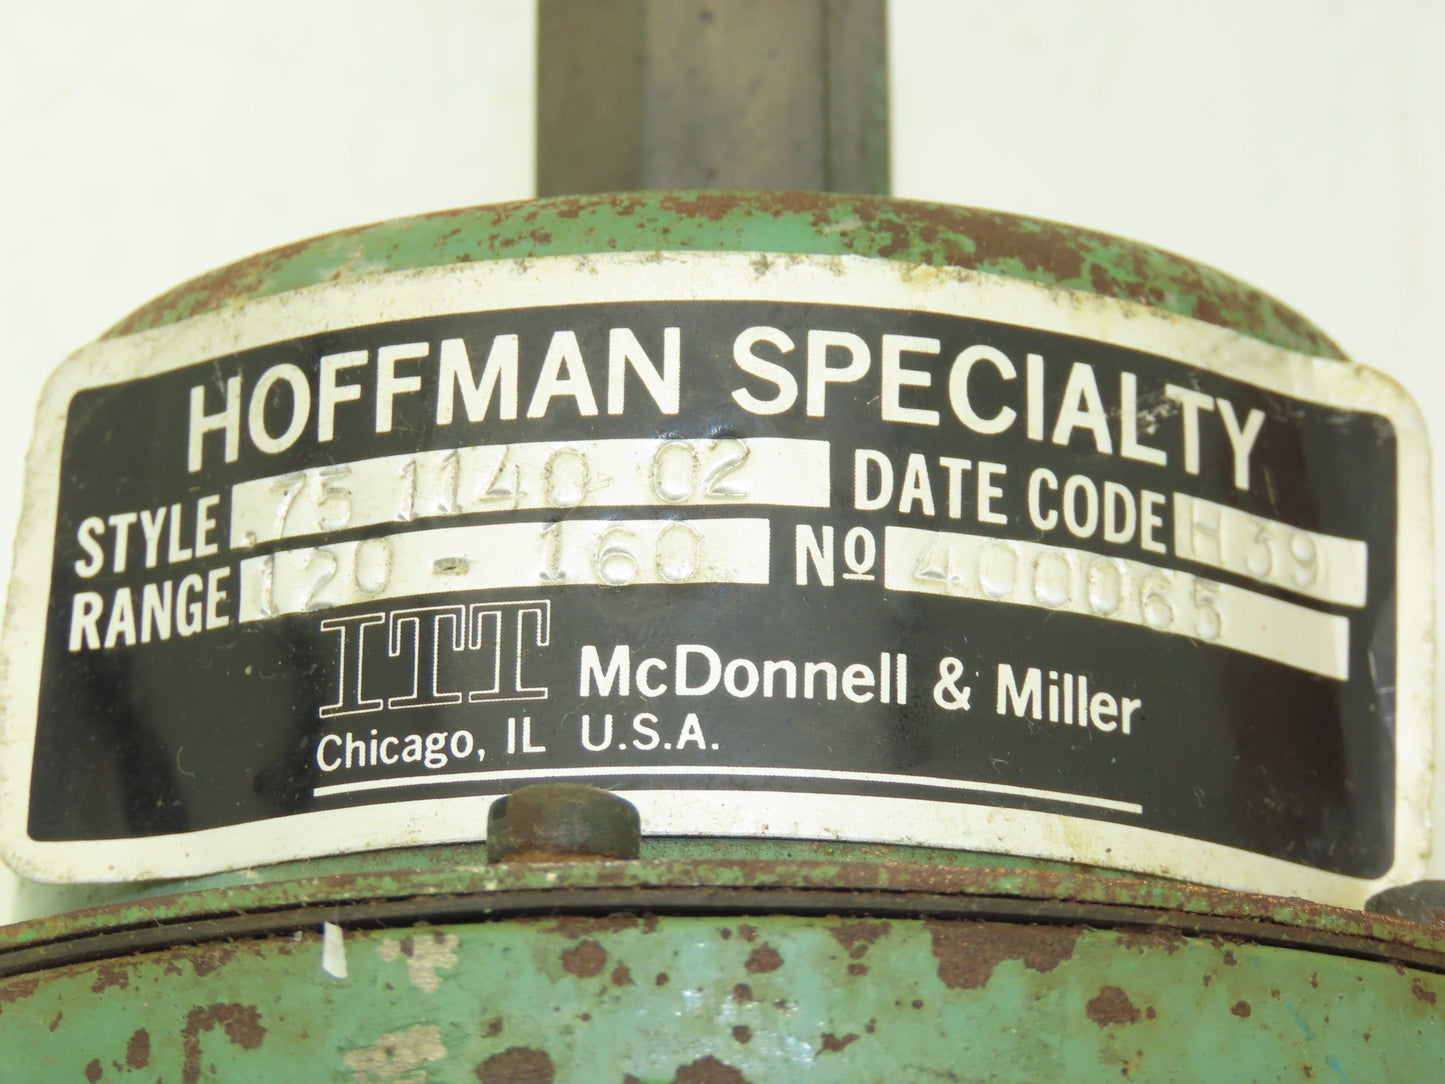 HOFFMAN SPECIALTY
STYLE .75 1140 02 DATE CODE H39
RANGE 120 - 160 Nº 400065
ITT McDonnell & Miller
Chicago, IL U.S.A.